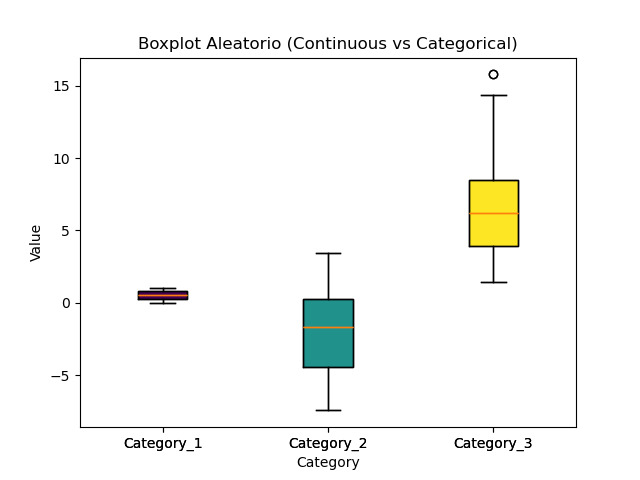 Boxplot Aleatorio (Continuous vs Categorical)
15
10
5
0
−5
Value
Category_1
Category_2
Category_3
Category